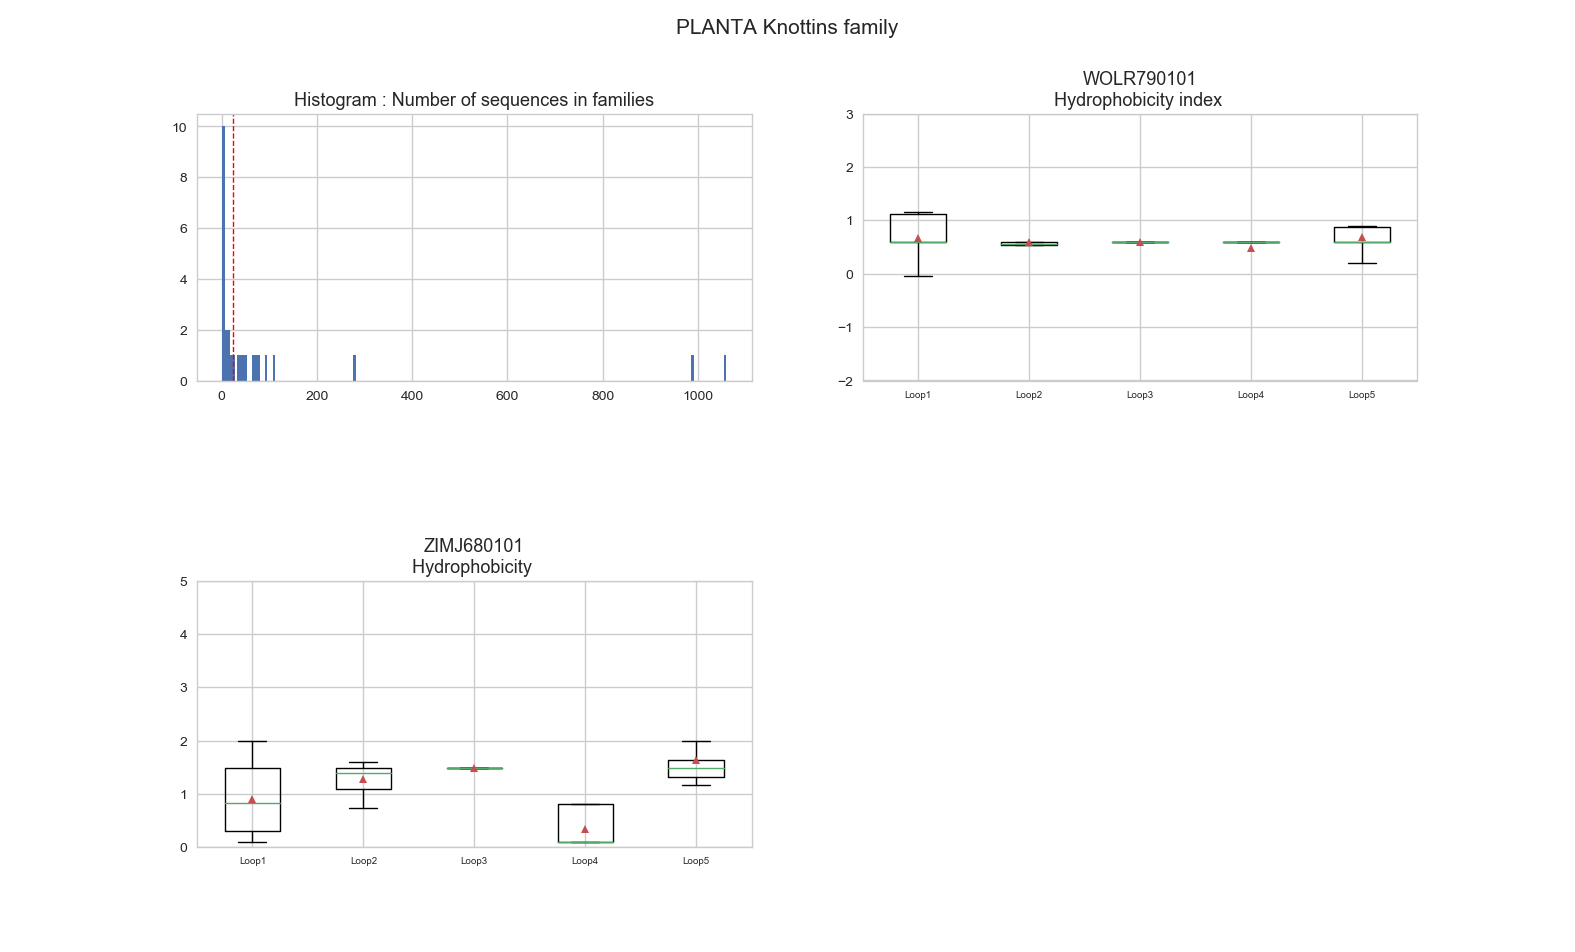 PLANTA Knottins family
Histogram : Number of sequences in families
10
8
6
4
2
0
0 200 400 600 800 1000
WOLR790101
Hydrophobicity index
3
2
1
0
−1
−2
Loop1 Loop2 Loop3 Loop4 Loop5
ZIMJ680101
Hydrophobicity
5
4
3
2
1
0
Loop1 Loop2 Loop3 Loop4 Loop5